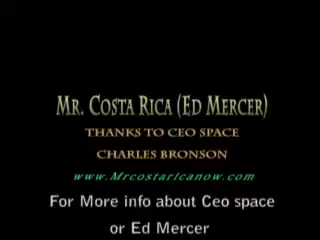 Mr. Costa Rica (Ed Mercer)
THANKS TO CEO SPACE
CHARLES BRONSON
www.Mrcostaricanow.com
For More info about Ceo space
or Ed Mercer